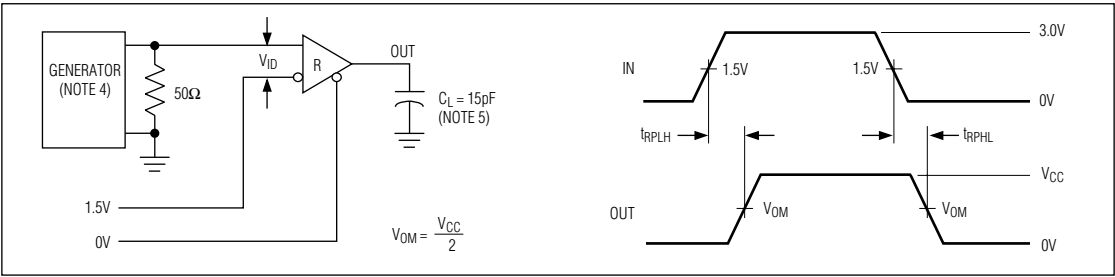 GENERATOR
(NOTE 4)
50Ω
V_ID
R
OUT
C_L = 15pF
(NOTE 5)
1.5V
0V
V_OM = V_CC / 2
IN
1.5V
1.5V
3.0V
0V
t_RPLH
t_RPHL
OUT
V_OM
V_OM
V_CC
0V